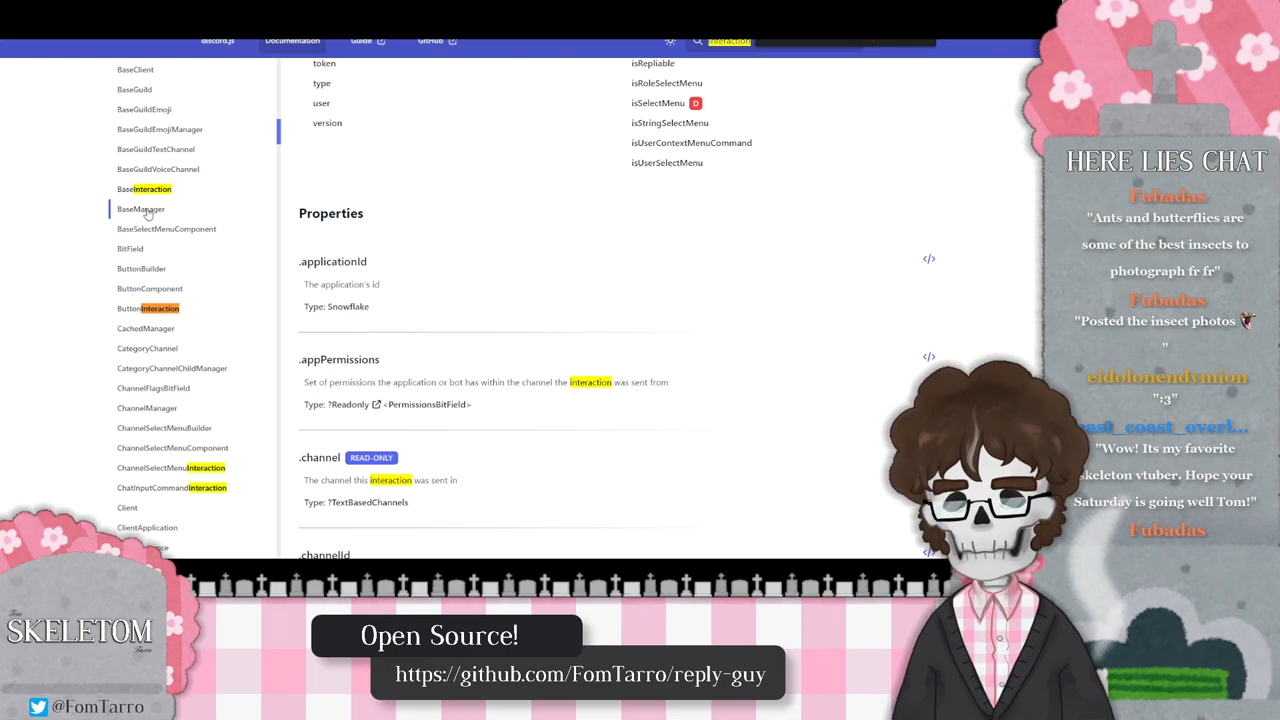 discord.js
Documentation
Guide
GitHub
interaction
BaseClient
BaseGuild
BaseGuildEmoji
BaseGuildEmojiManager
BaseGuildTextChannel
BaseGuildVoiceChannel
BaseInteraction
BaseManager
BaseSelectMenuComponent
BitField
ButtonBuilder
ButtonComponent
ButtonInteraction
CachedManager
CategoryChannel
CategoryChannelChildManager
ChannelFlagsBitField
ChannelManager
ChannelSelectMenuBuilder
ChannelSelectMenuComponent
ChannelSelectMenuInteraction
ChatInputCommandInteraction
Client
ClientApplication
token
type
user
version
isRepliable
isRoleSelectMenu
isSelectMenu D
isStringSelectMenu
isUserContextMenuCommand
isUserSelectMenu
Properties
.applicationId
</>
The application's id
Type: Snowflake
.appPermissions
</>
Set of permissions the application or bot has within the channel the interaction was sent from
Type: ?Readonly <PermissionsBitField>
.channel READ-ONLY
The channel this interaction was sent in
Type: ?TextBasedChannels
.channelId
HERE LIES CHAT
Fubadas
"Ants and butterflies are
some of the best insects to
photograph fr fr"
Fubadas
"Posted the insect photos
"
eidolonendymion
":3"
east_coast_overl...
"Wow! Its my favorite
skeleton vtuber. Hope your
Saturday is going well Tom!"
Fubadas
Tom
SKELETOM
Tarro
@FomTarro
Open Source!
https://github.com/FomTarro/reply-guy